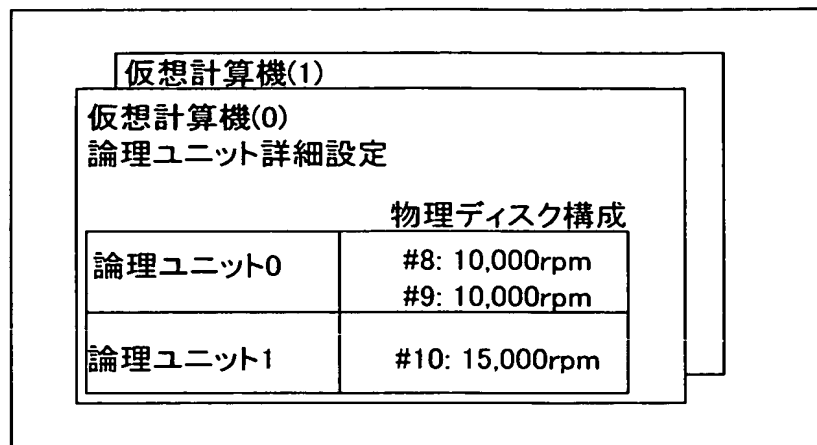 仮想計算機(1)
仮想計算機(0)
論理ユニット詳細設定
物理ディスク構成
論理ユニット0
#8: 10,000rpm
#9: 10,000rpm
論理ユニット1
#10: 15,000rpm